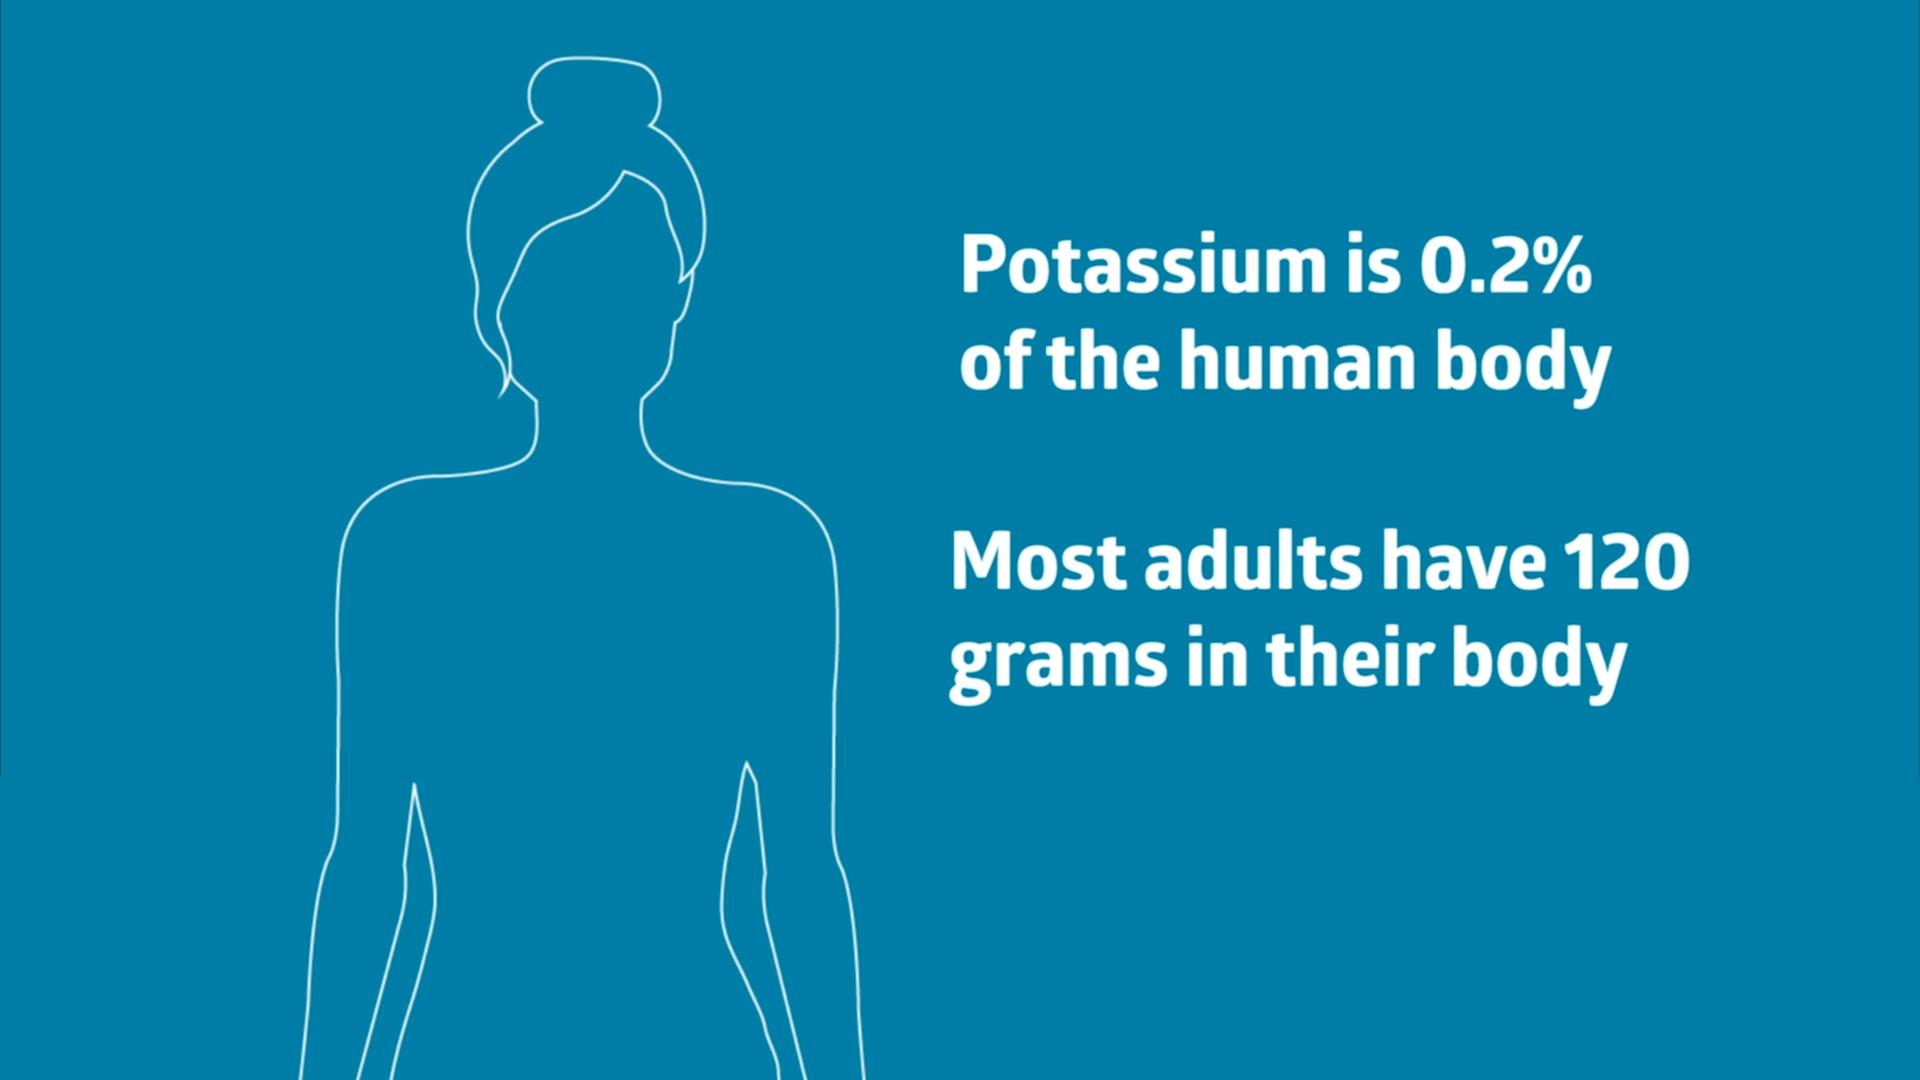 Potassium is 0.2%
of the human body
Most adults have 120
grams in their body